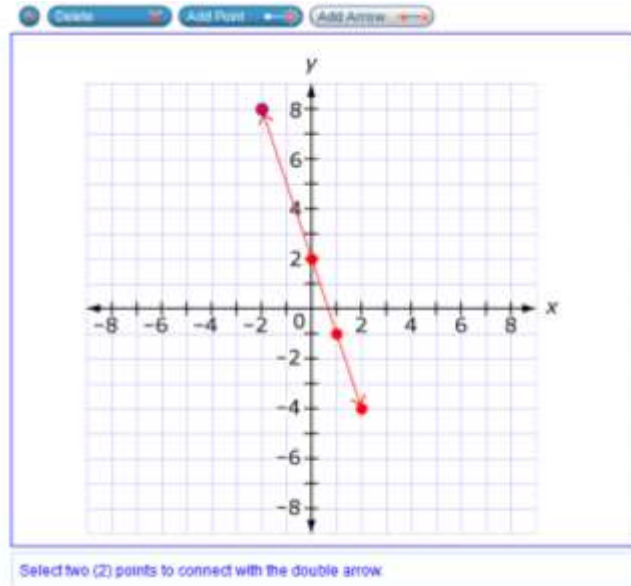 Delete Add Point Add Arrow
y
8
6
4
2
-8 -6 -4 -2 0 2 4 6 8 x
-2
-4
-6
-8
Select two (2) points to connect with the double arrow.